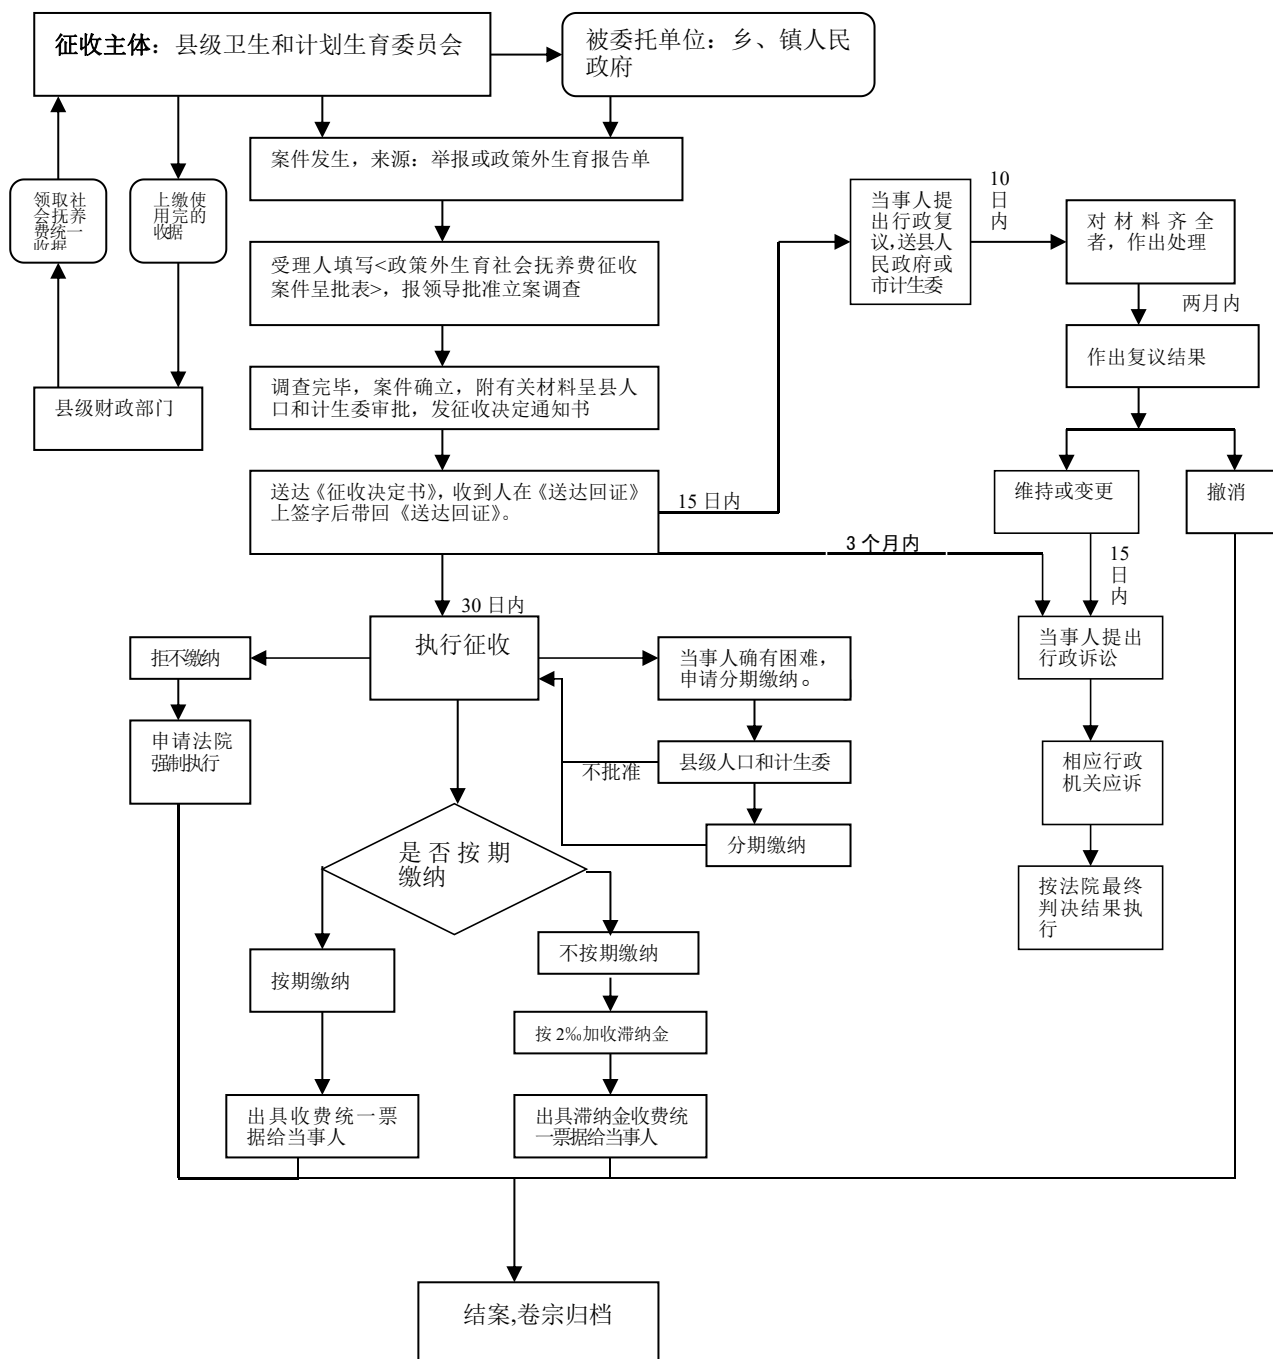 征收主体：县级卫生和计划生育委员会
被委托单位：乡、镇人民
政府
案件发生，来源：举报或政策外生育报告单
领取社
会抚养
费统一
收据
上缴使
用完的
收据
县级财政部门
受理人填写<政策外生育社会抚养费征收
案件呈批表>，报领导批准立案调查
调查完毕，案件确立，附有关材料呈县人
口和计生委审批，发征收决定通知书
送达《征收决定书》，收到人在《送达回证》
上签字后带回《送达回证》。
15 日内
当事人提
出行政复
议，送县人
民政府或
市计生委
10
日
内
对材料齐全
者，作出处理
两月内
作出复议结果
维持或变更
撤消
3 个月内
15
日
内
当事人提出
行政诉讼
相应行政
机关应诉
按法院最终
判决结果执
行
30 日内
执行征收
拒不缴纳
申请法院
强制执行
当事人确有困难，
申请分期缴纳。
县级人口和计生委
不批准
分期缴纳
是否按期
缴纳
按期缴纳
不按期缴纳
按 2‰加收滞纳金
出具收费统一票
据给当事人
出具滞纳金收费统
一票据给当事人
结案,卷宗归档